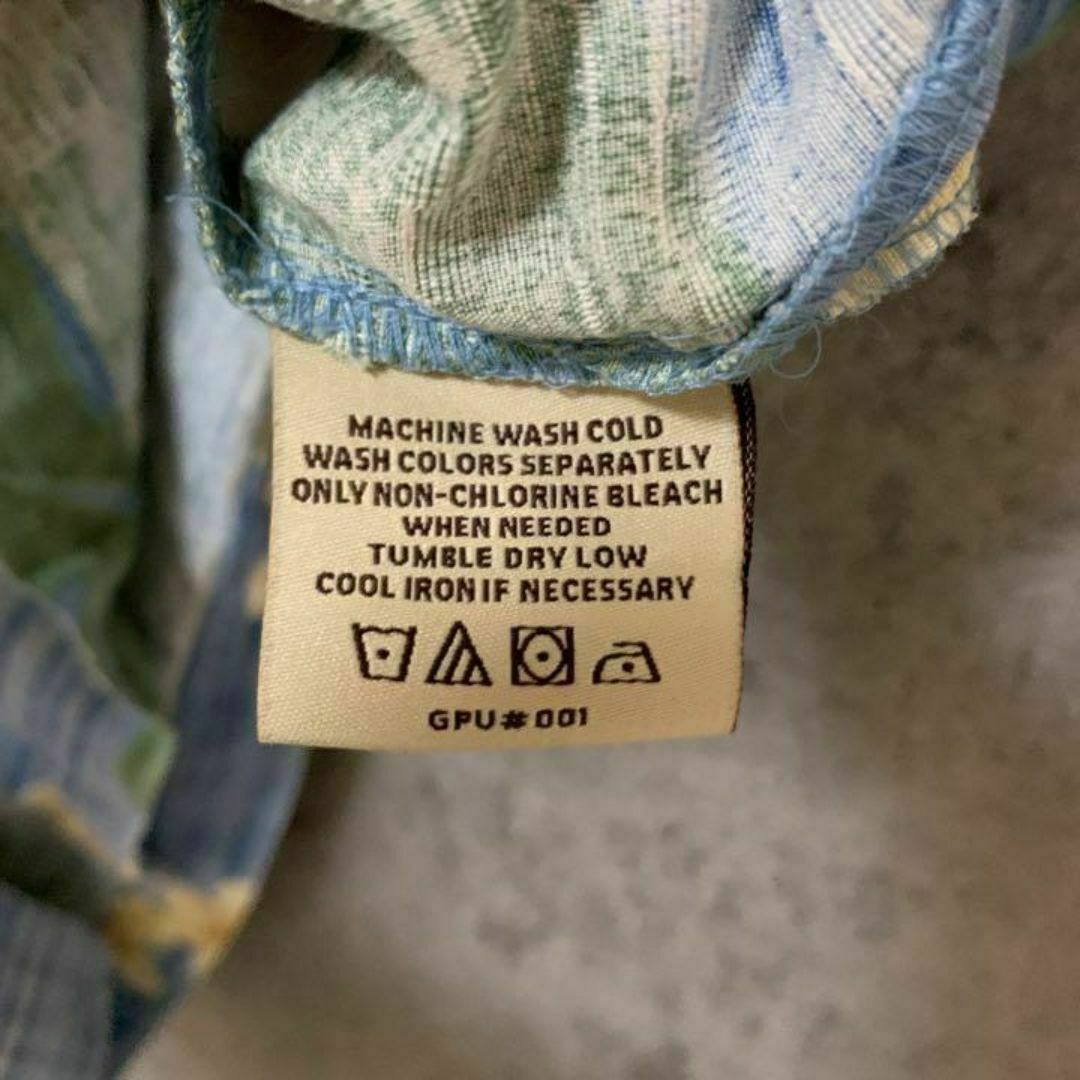 MACHINE WASH COLD
WASH COLORS SEPARATELY
ONLY NON-CHLORINE BLEACH
WHEN NEEDED
TUMBLE DRY LOW
COOL IRON IF NECESSARY
GPU# 001